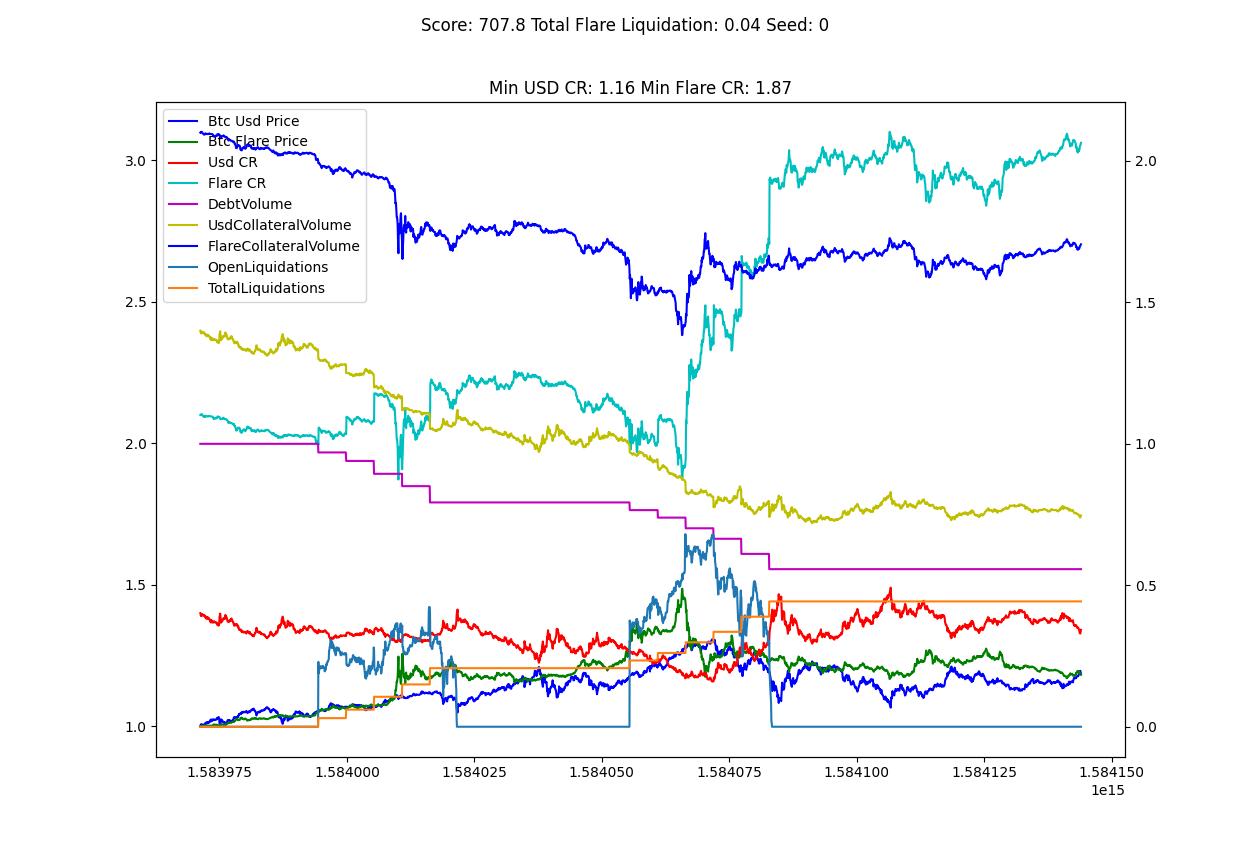 Score: 707.8 Total Flare Liquidation: 0.04 Seed: 0
Min USD CR: 1.16 Min Flare CR: 1.87
Btc Usd Price
Btc Flare Price
Usd CR
Flare CR
DebtVolume
UsdCollateralVolume
FlareCollateralVolume
OpenLiquidations
TotalLiquidations
3.0
2.5
2.0
1.5
1.0
2.0
1.5
1.0
0.5
0.0
1.583975 1.584000 1.584025 1.584050 1.584075 1.584100 1.584125 1.584150
1e15